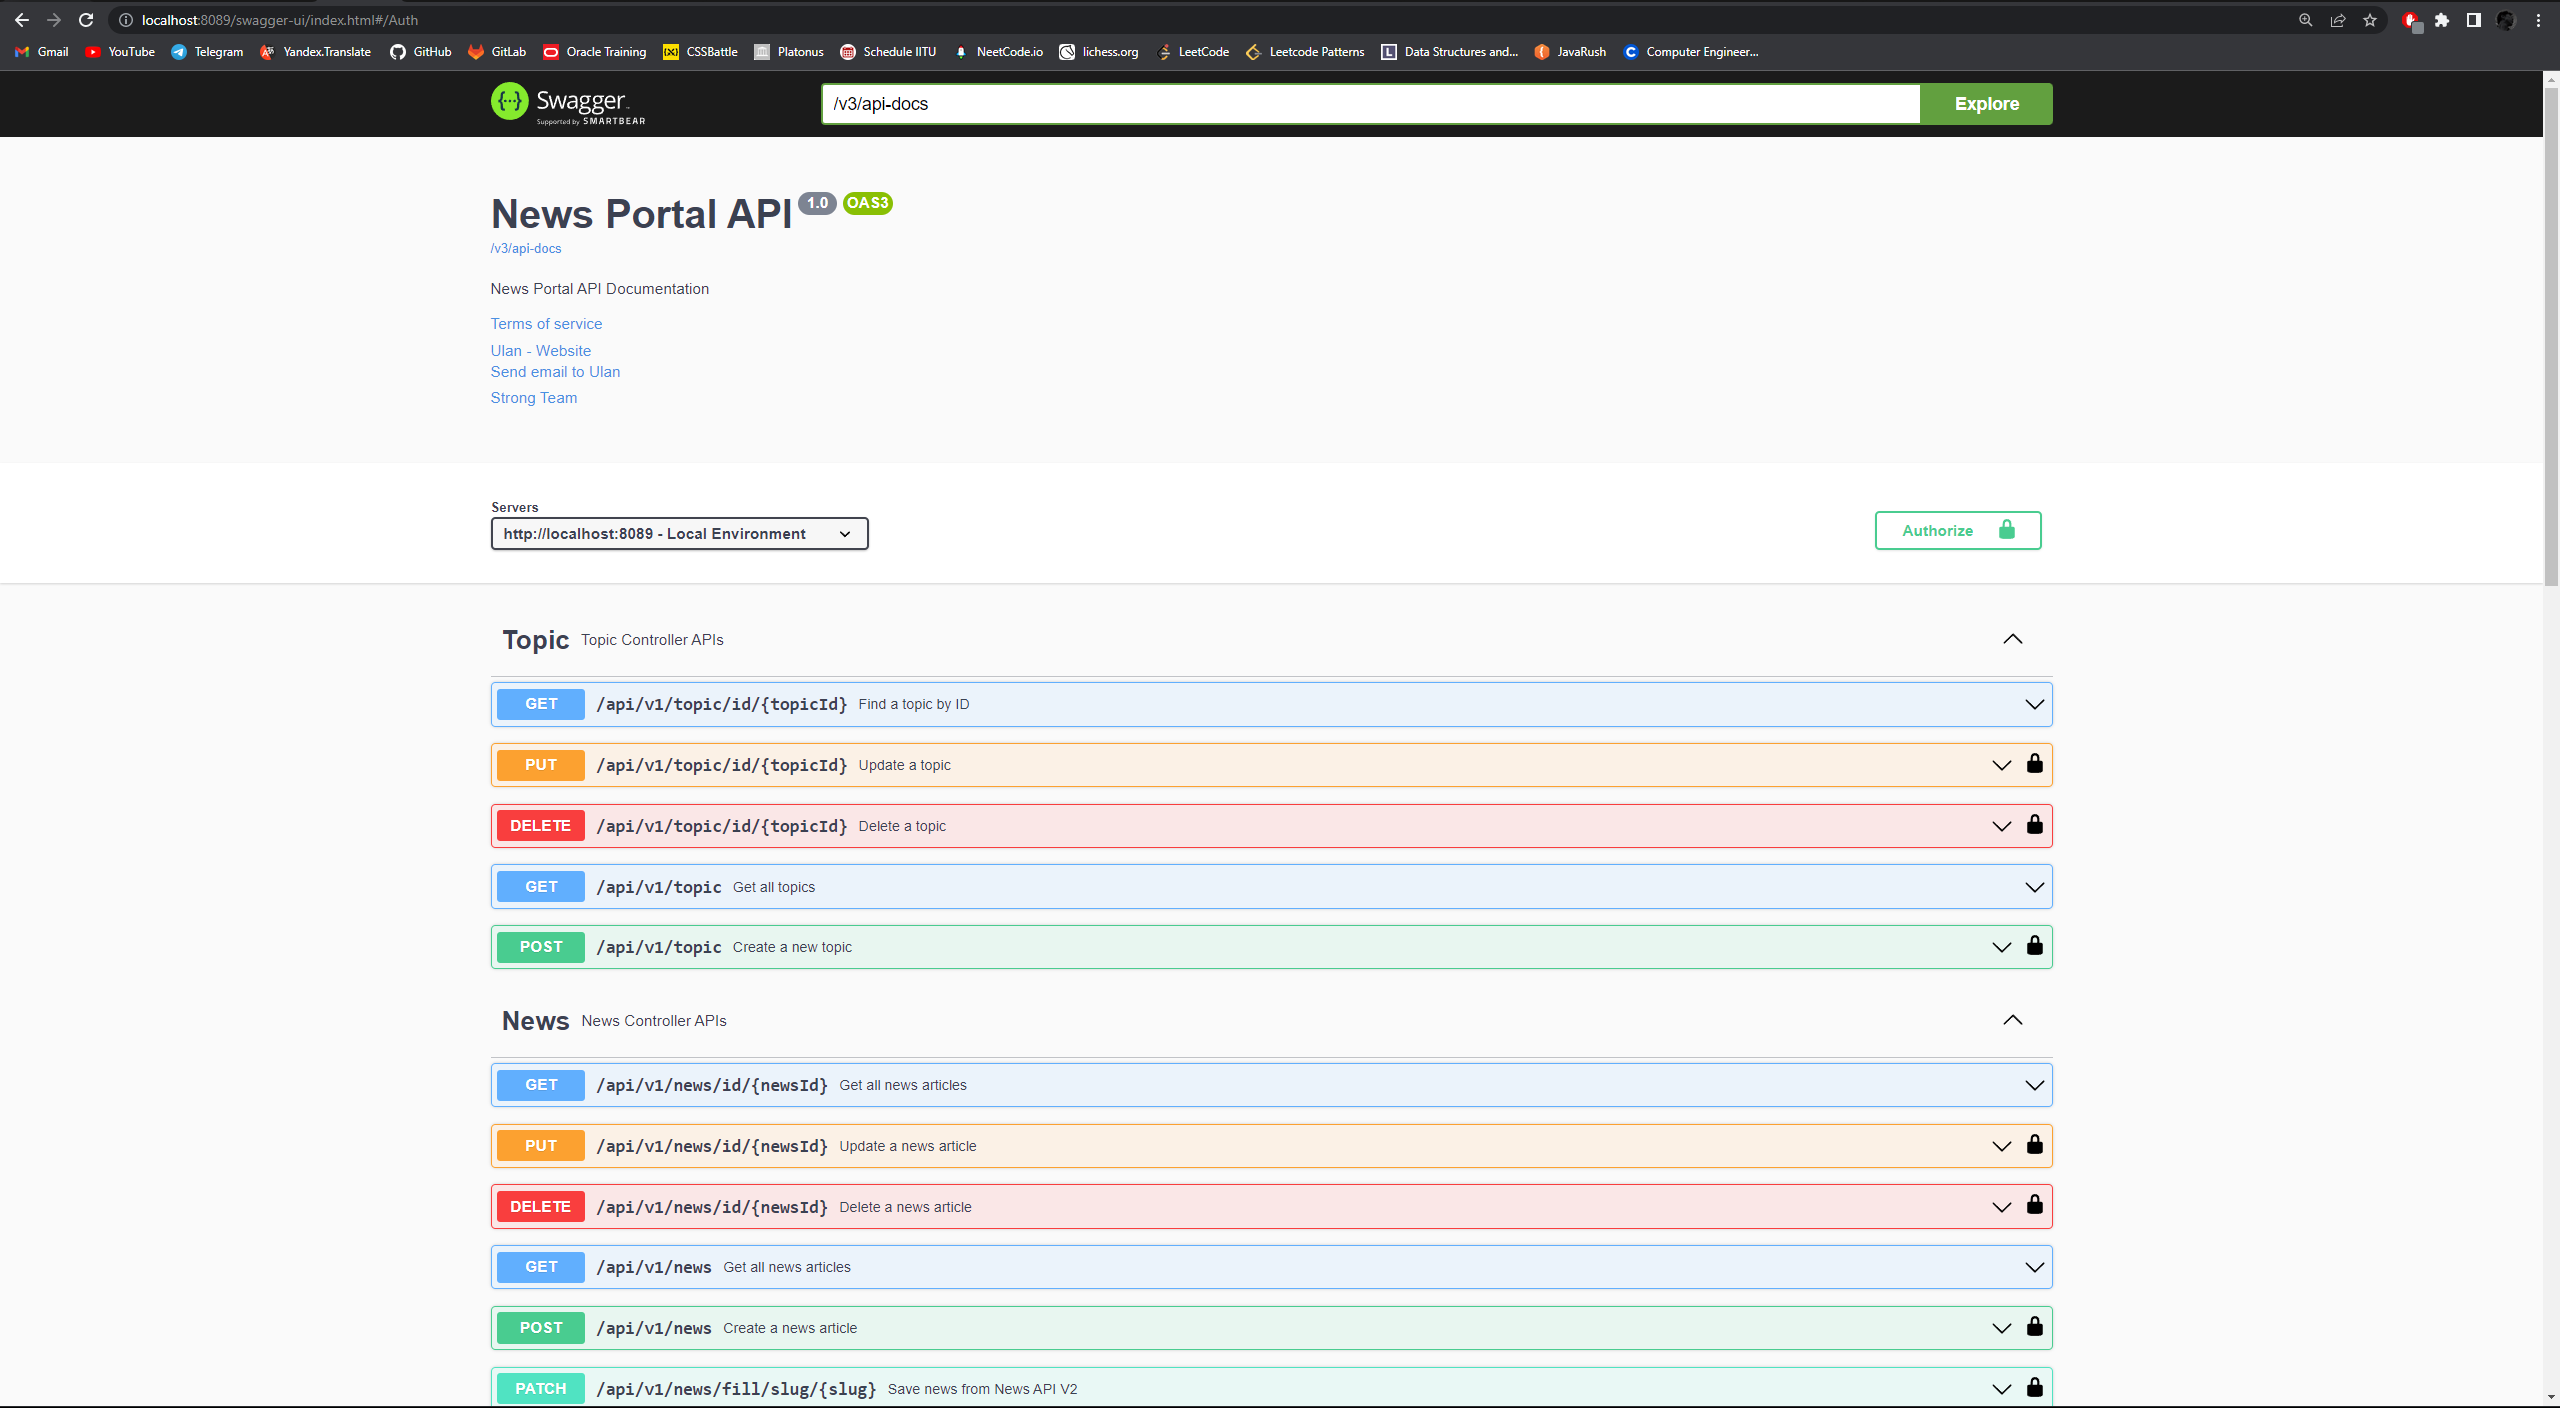 localhost:8089/swagger-ui/index.html#/Auth
Gmail YouTube Telegram Yandex.Translate GitHub GitLab Oracle Training CSSBattle Platonus Schedule IITU NeetCode.io lichess.org LeetCode Leetcode Patterns Data Structures and... JavaRush Computer Engineer...
Swagger
Supported by SMARTBEAR
/v3/api-docs
Explore
News Portal API 1.0 OAS3
/v3/api-docs
News Portal API Documentation
Terms of service
Ulan - Website
Send email to Ulan
Strong Team
Servers
http://localhost:8089 - Local Environment
Authorize
Topic Topic Controller APIs
GET /api/v1/topic/id/{topicId} Find a topic by ID
PUT /api/v1/topic/id/{topicId} Update a topic
DELETE /api/v1/topic/id/{topicId} Delete a topic
GET /api/v1/topic Get all topics
POST /api/v1/topic Create a new topic
News News Controller APIs
GET /api/v1/news/id/{newsId} Get all news articles
PUT /api/v1/news/id/{newsId} Update a news article
DELETE /api/v1/news/id/{newsId} Delete a news article
GET /api/v1/news Get all news articles
POST /api/v1/news Create a news article
PATCH /api/v1/news/fill/slug/{slug} Save news from News API V2